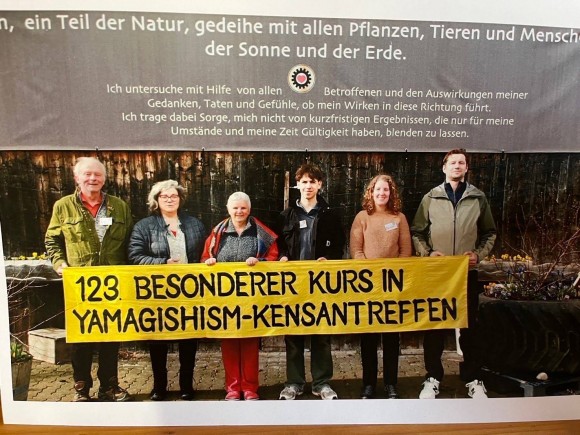 ein Teil der Natur, gedeihe mit allen Pflanzen, Tieren und
der Sonne und der Erde.
Ich untersuche mit Hilfe von allen Betroffenen und den Auswirkungen meiner
Gedanken, Taten und Gefühle, ob mein Wirken in diese Richtung führt.
Ich trage dabei Sorge, mich nicht von kurzfristigen Ergebnissen, die nur für meine
Umstände und meine Zeit Gültigkeit haben, blenden zu lassen.
123. BESONDERER KURS IN
YAMAGISHISM-KENSANTREFFEN